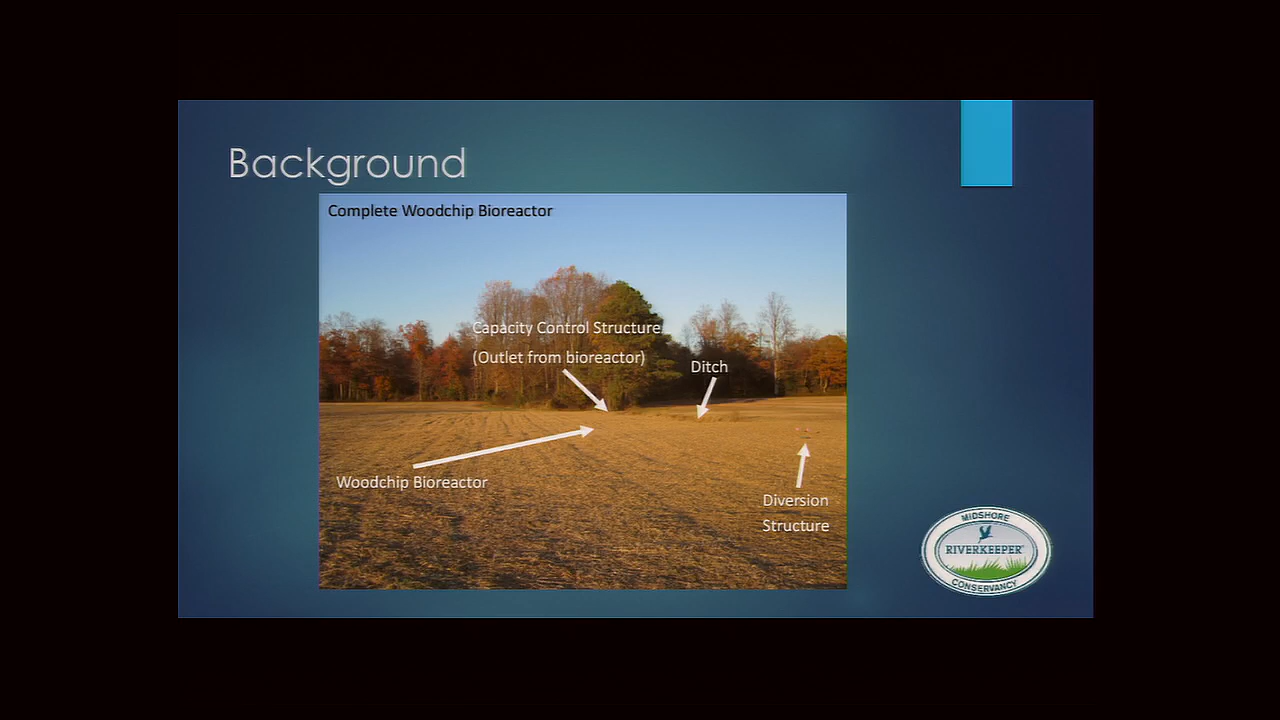 Background
Complete Woodchip Bioreactor
Capacity Control Structure
(Outlet from bioreactor)
Ditch
Woodchip Bioreactor
Diversion
Structure
MIDSHORE
RIVERKEEPER
CONSERVANCY